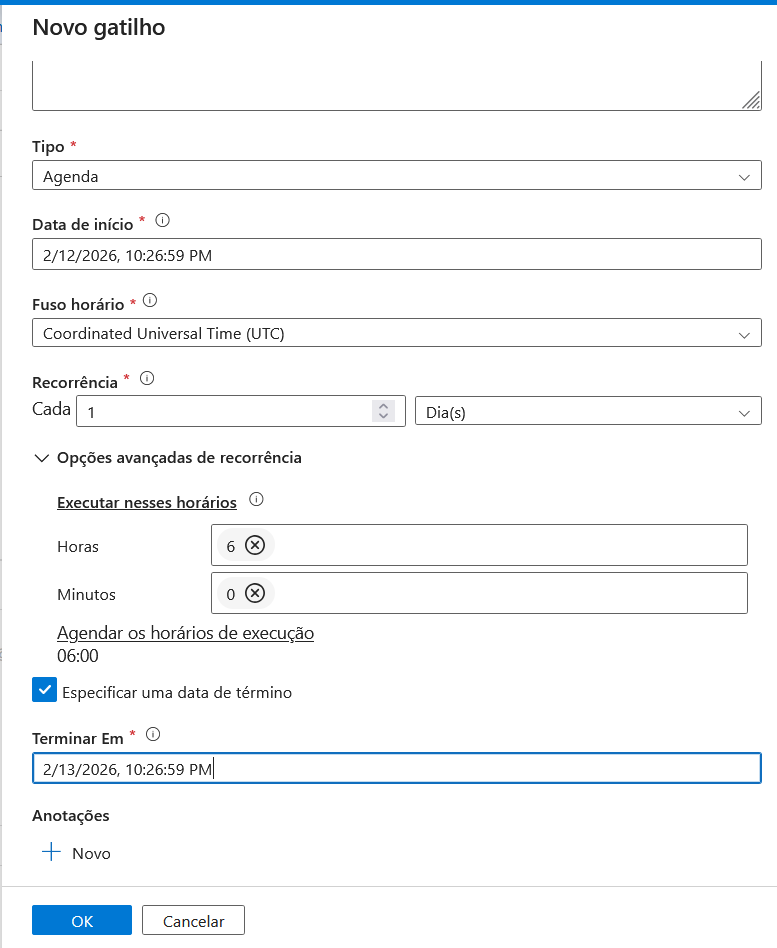 Novo gatilho
Tipo *
Agenda
Data de início *
2/12/2026, 10:26:59 PM
Fuso horário *
Coordinated Universal Time (UTC)
Recorrência *
Cada 1 Dia(s)
Opções avançadas de recorrência
Executar nesses horários
Horas 6
Minutos 0
Agendar os horários de execução
06:00
Especificar uma data de término
Terminar Em *
2/13/2026, 10:26:59 PM
Anotações
Novo
OK Cancelar